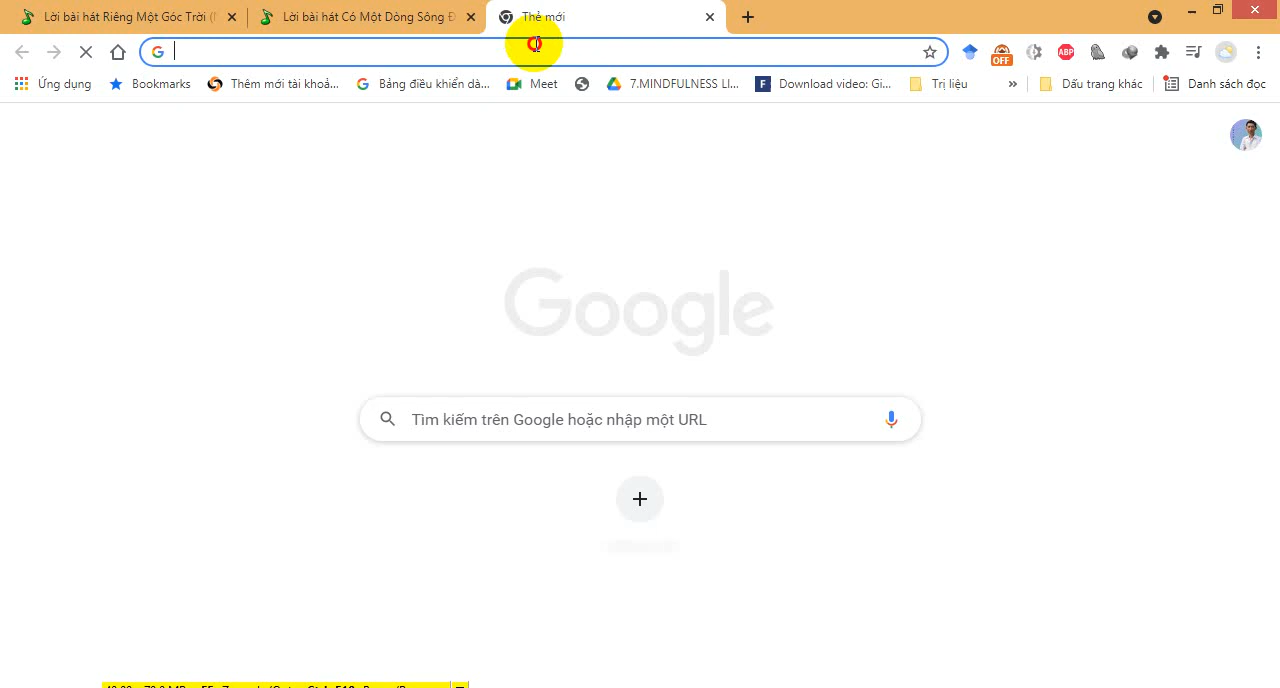 Lời bài hát Riêng Một Góc Trời (
Lời bài hát Có Một Dòng Sông Đ
Thẻ mới
G
OFF
ABP
Ứng dụng
Bookmarks
Thêm mới tài khoả...
Bảng điều khiển dà...
Meet
7.MINDFULNESS LI...
F
Download video: Gi...
Trị liệu
»
Dấu trang khác
Danh sách đọc
Google
Tìm kiếm trên Google hoặc nhập một URL